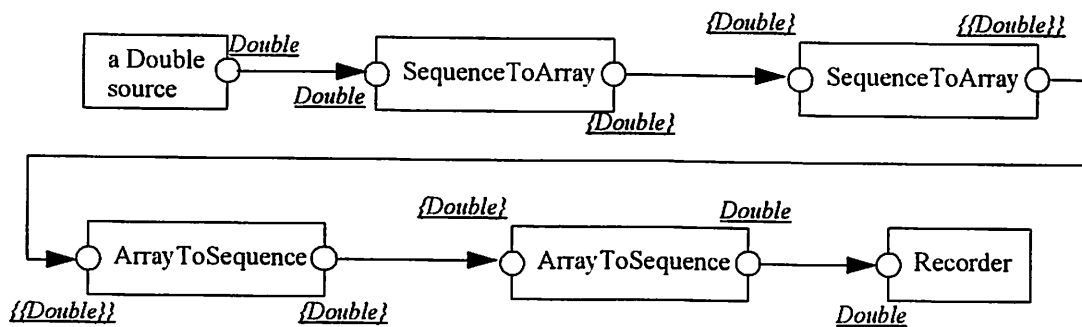 Double
{Double}
{{Double}}
a Double
source
SequenceToArray
SequenceToArray
Double
{Double}
{Double}
Double
ArrayToSequence
ArrayToSequence
Recorder
{{Double}}
{Double}
Double